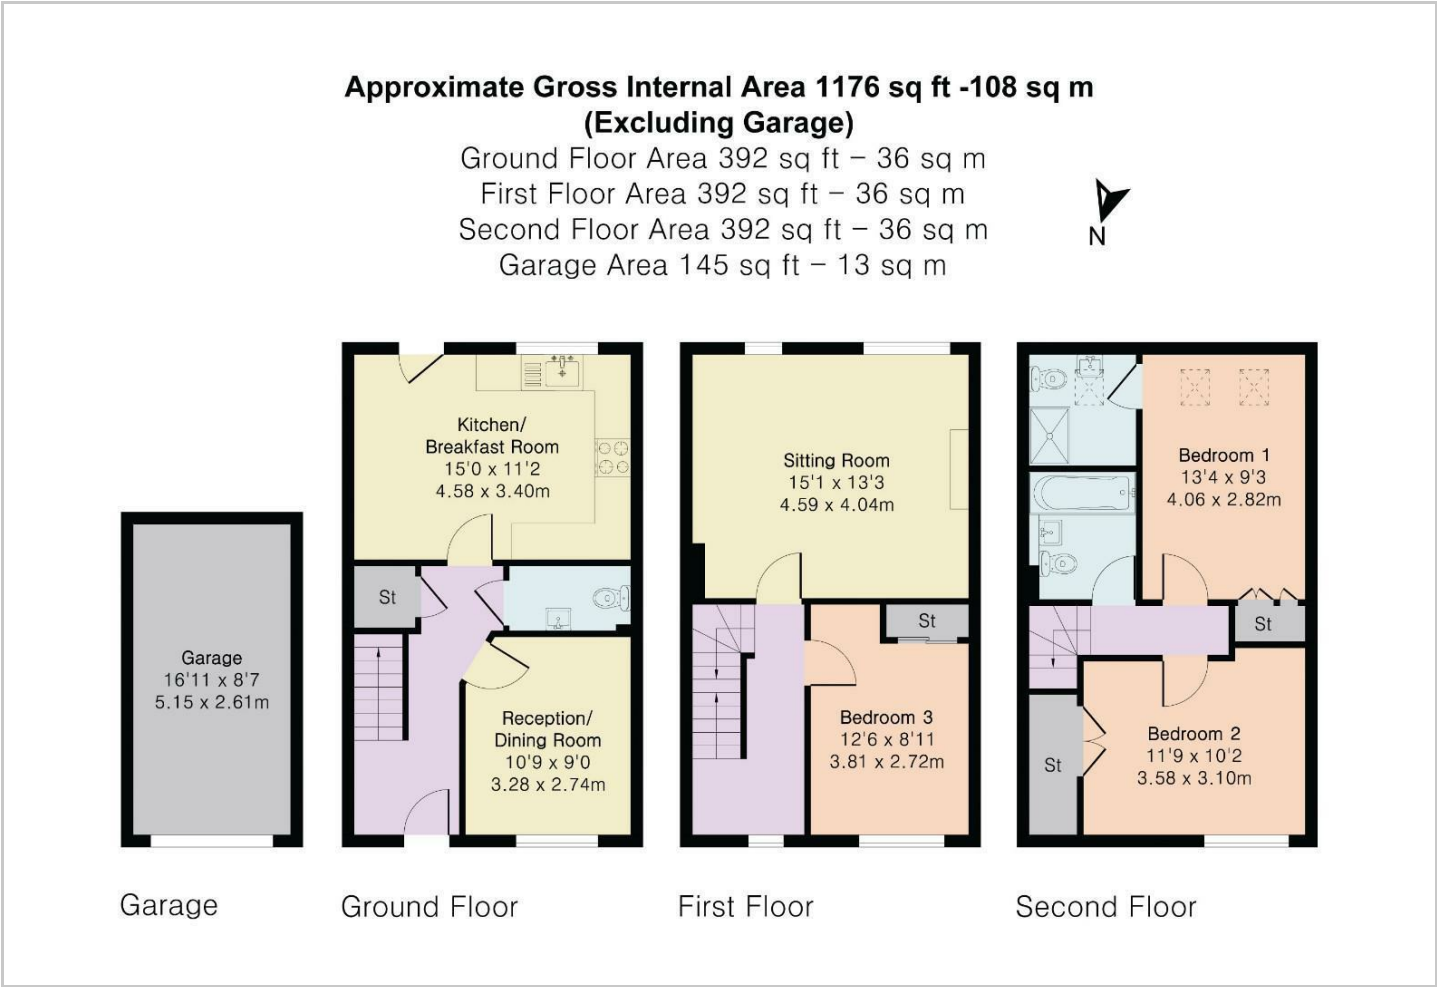 Approximate Gross Internal Area 1176 sq ft -108 sq m
(Excluding Garage)
Ground Floor Area 392 sq ft – 36 sq m
First Floor Area 392 sq ft – 36 sq m
Second Floor Area 392 sq ft – 36 sq m
Garage Area 145 sq ft – 13 sq m
N
Garage
16'11 x 8'7
5.15 x 2.61m
Garage
Kitchen/
Breakfast Room
15'0 x 11'2
4.58 x 3.40m
St
Reception/
Dining Room
10'9 x 9'0
3.28 x 2.74m
Ground Floor
Sitting Room
15'1 x 13'3
4.59 x 4.04m
St
Bedroom 3
12'6 x 8'11
3.81 x 2.72m
First Floor
Bedroom 1
13'4 x 9'3
4.06 x 2.82m
St
Bedroom 2
11'9 x 10'2
3.58 x 3.10m
St
Second Floor